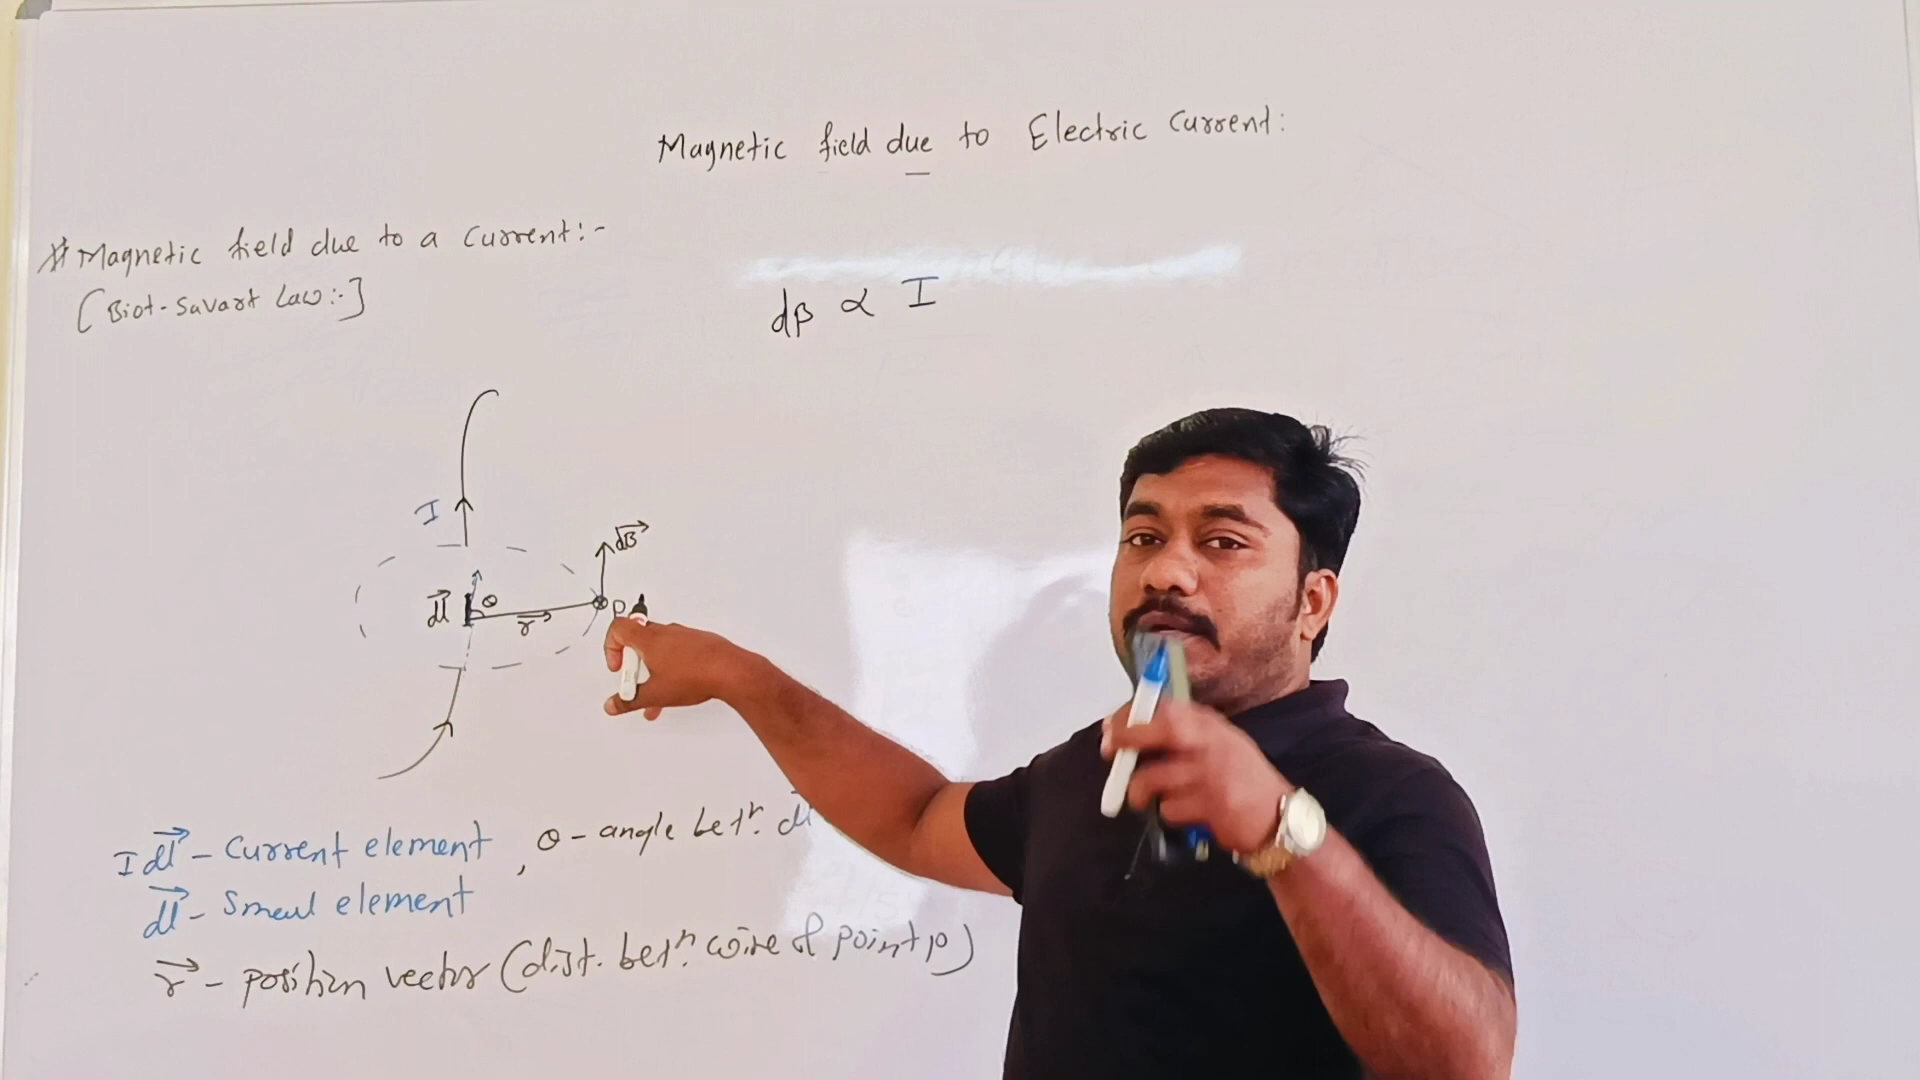 Magnetic field due to Electric Current:
# Magnetic field due to a Current:-
[Biot-Savart Law:-]
dB ∝ I
I
dB→
dl→ θ
r→
P
I dl→ - Current element , θ - angle betn. dl
dl→ - Small element
r→ - position vector (dist. betn. wire & point p)